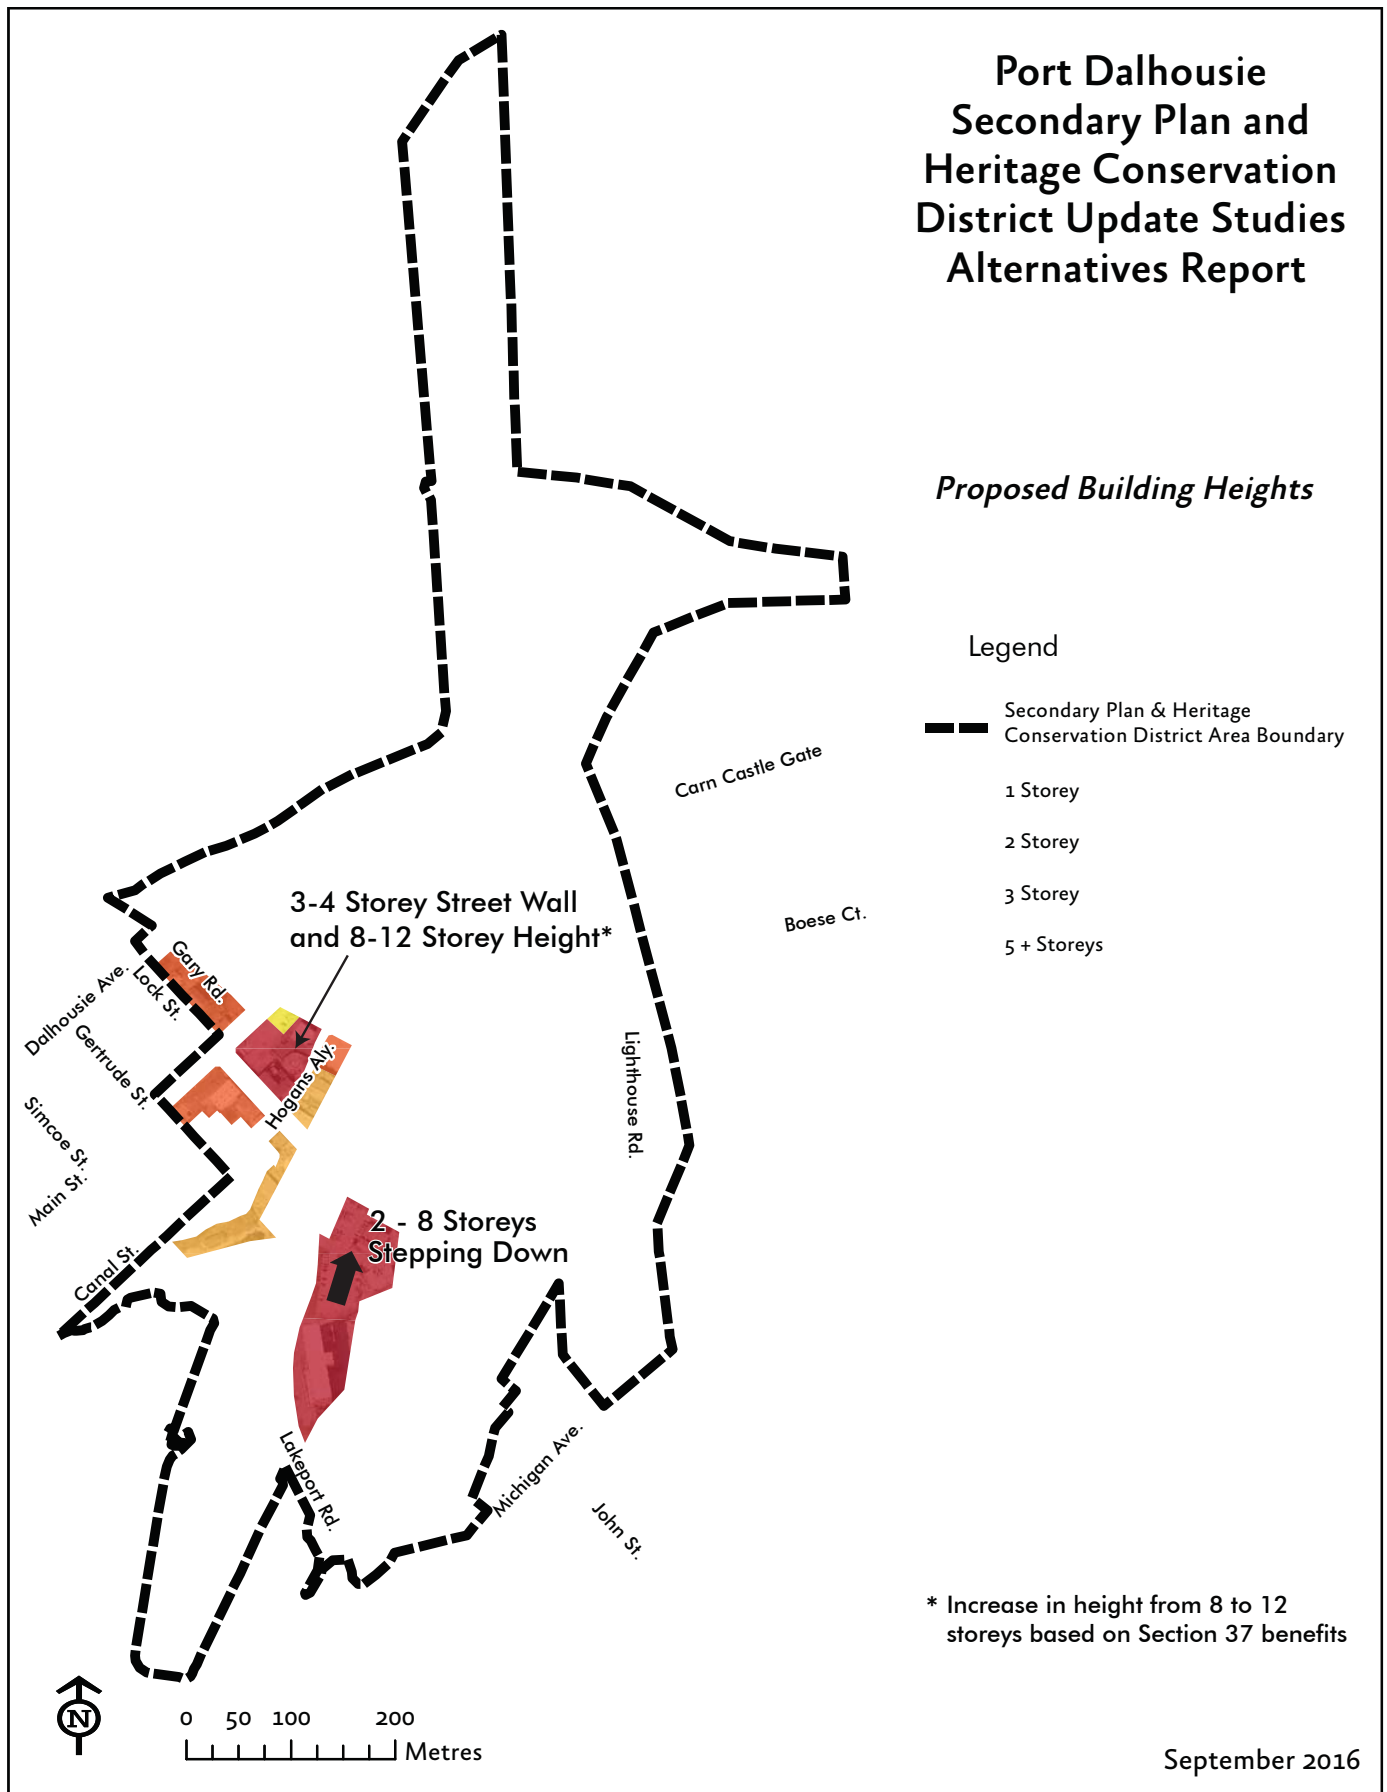 Port Dalhousie
Secondary Plan and
Heritage Conservation
District Update Studies
Alternatives Report
Proposed Building Heights
Legend
Secondary Plan & Heritage
Conservation District Area Boundary
1 Storey
2 Storey
3 Storey
5 + Storeys
Carn Castle Gate
Boese Ct.
3-4 Storey Street Wall
and 8-12 Storey Height*
Gary Rd.
Lock St.
Dalhousie Ave.
Gertrude St.
Hogans Aly.
Simcoe St.
Main St.
Lighthouse Rd.
2 - 8 Storeys
Stepping Down
Canal St.
Lakeport Rd.
Michigan Ave.
John St.
* Increase in height from 8 to 12
storeys based on Section 37 benefits
N
0 50 100 200
Metres
September 2016